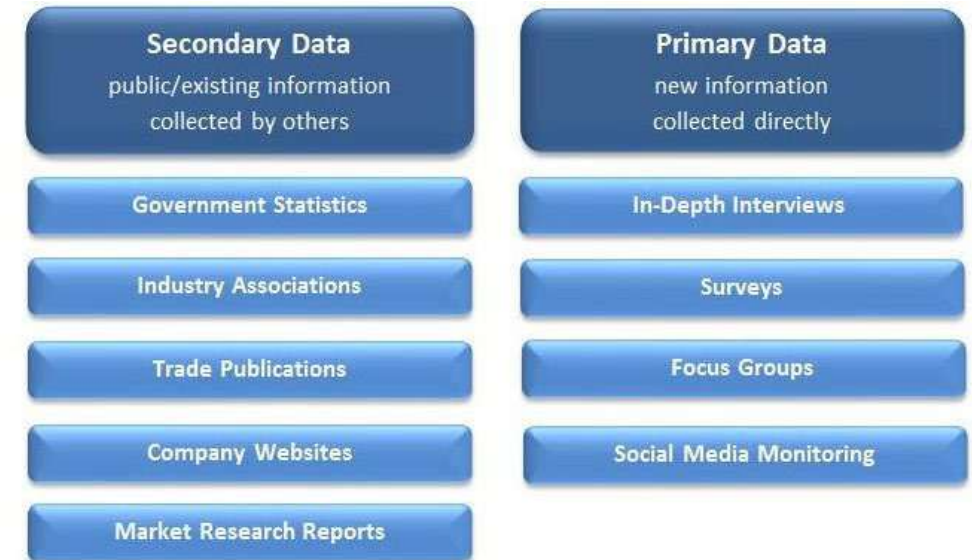 Secondary Data
public/existing information
collected by others
Government Statistics
Industry Associations
Trade Publications
Company Websites
Market Research Reports
Primary Data
new information
collected directly
In-Depth Interviews
Surveys
Focus Groups
Social Media Monitoring